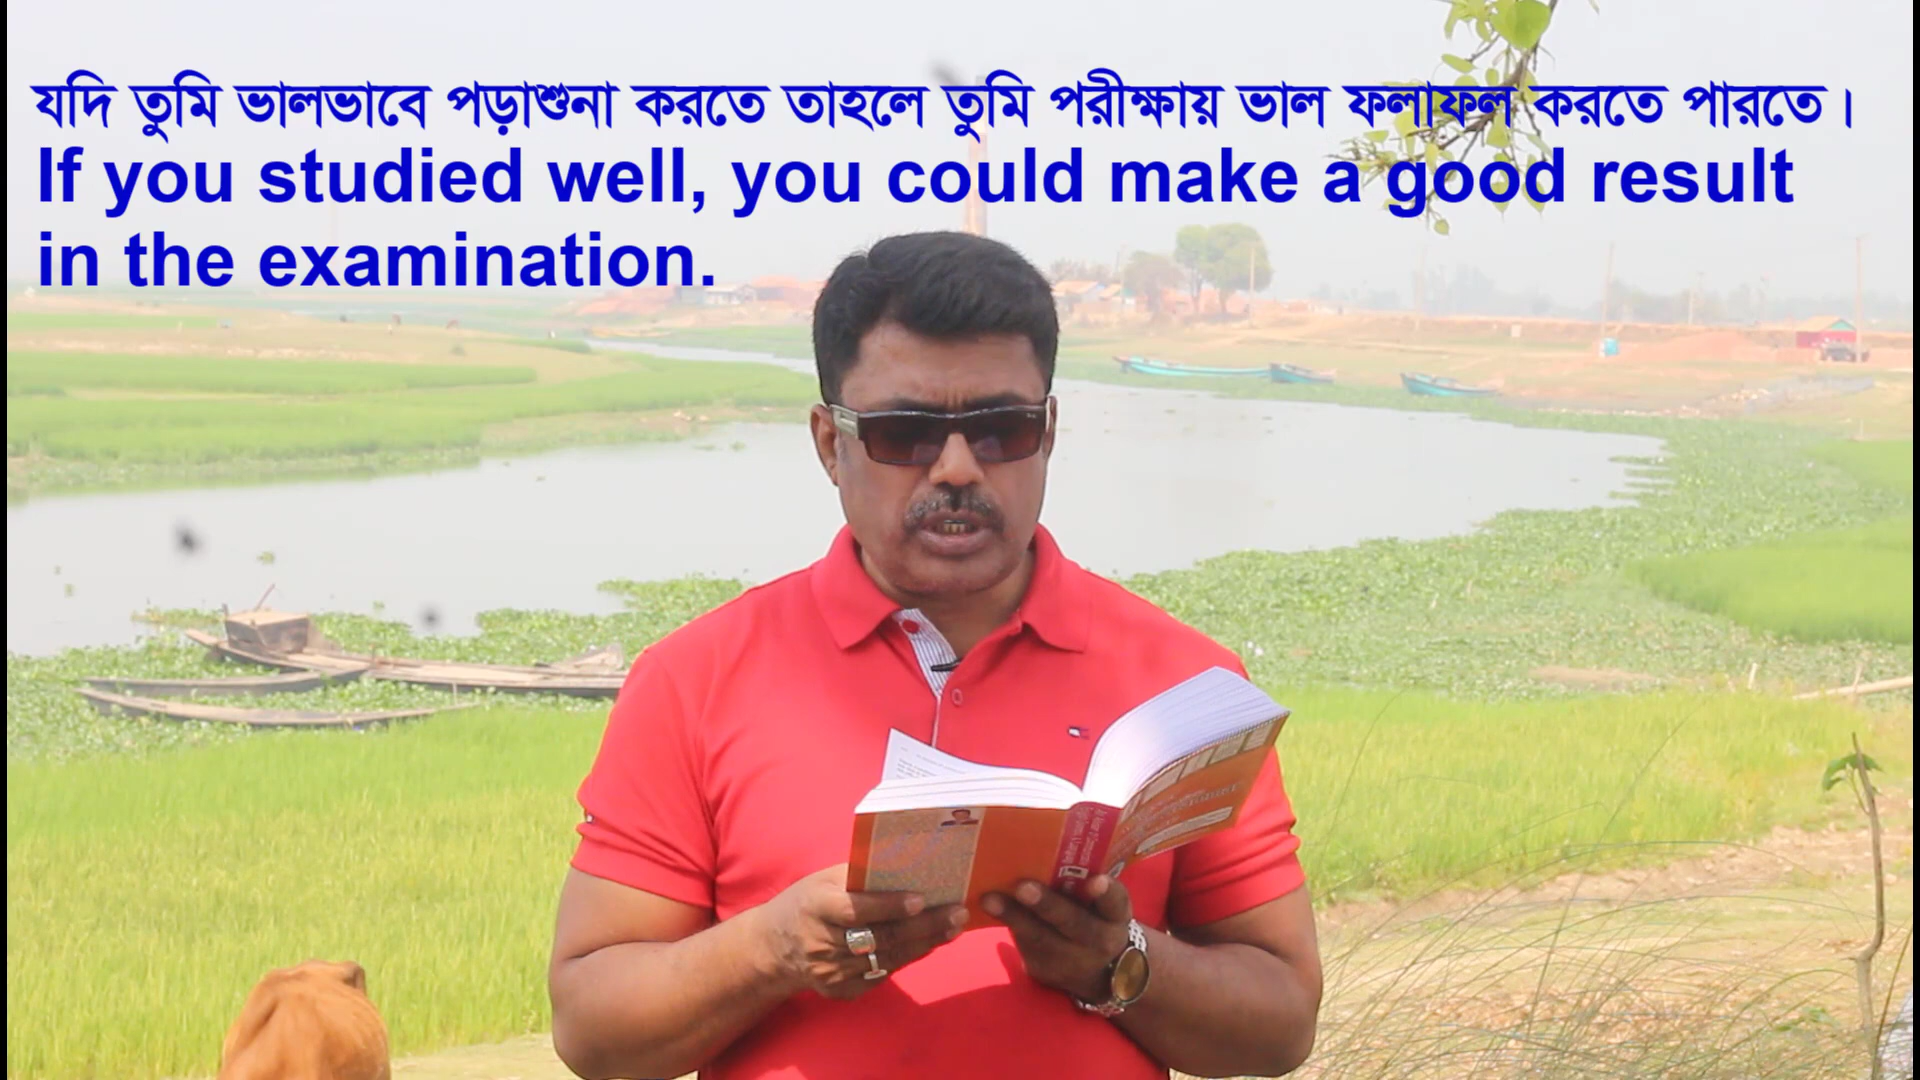 যদি তুমি ভালভাবে পড়াশুনা করতে তাহলে তুমি পরীক্ষায় ভাল ফলাফল করতে পারতে।
If you studied well, you could make a good result
in the examination.